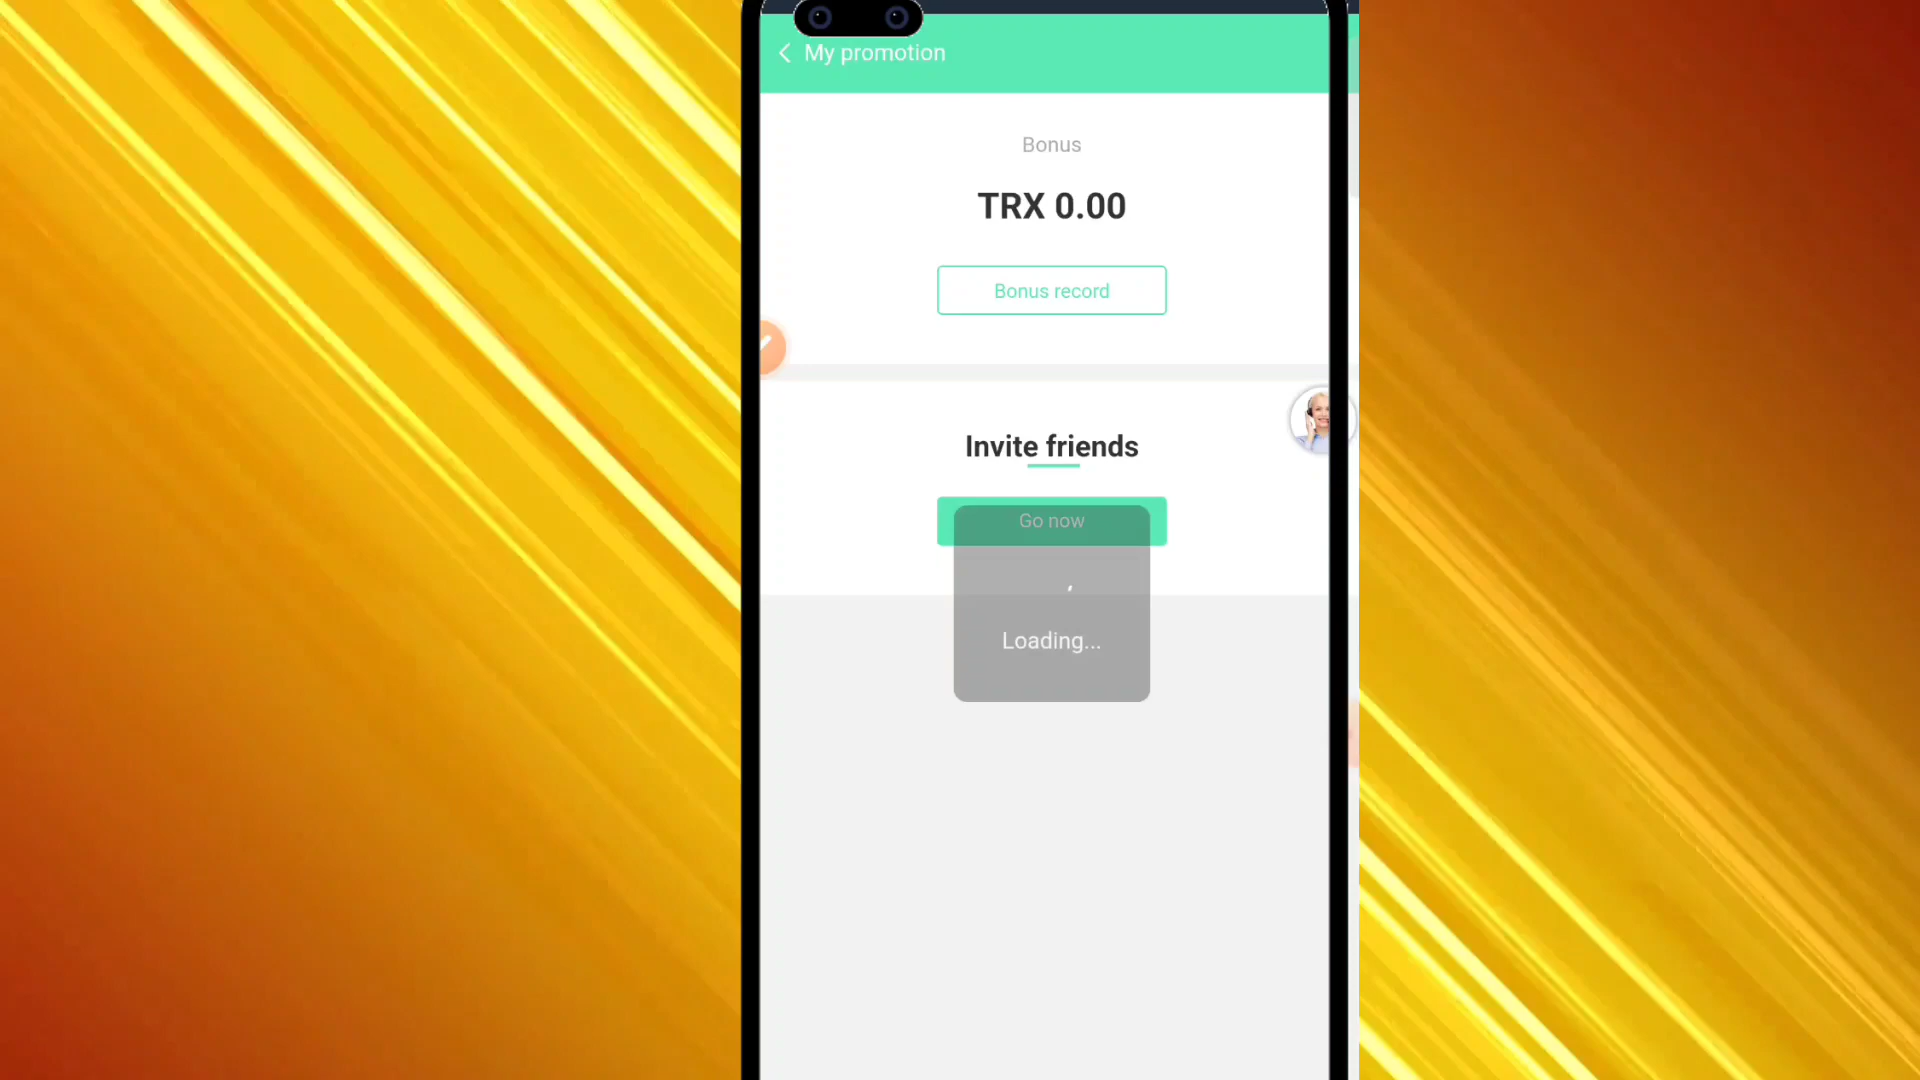 My promotion
Bonus
TRX 0.00
Bonus record
Invite friends
Go now
Loading...